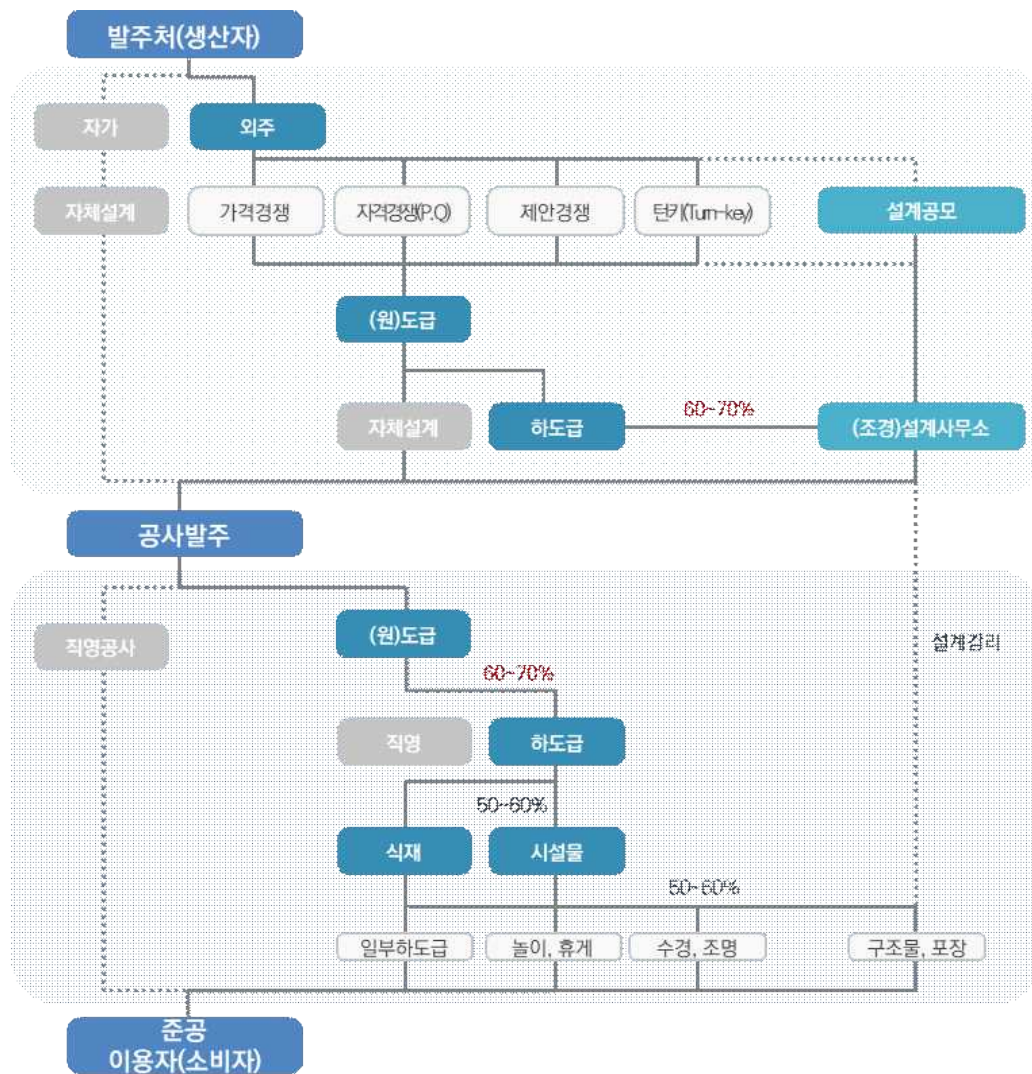 발주처(생산자)
자가
외주
자체설계
가격경쟁
자격경쟁(P.Q)
제안경쟁
턴키(Turn-key)
설계공모
(원)도급
자체설계
하도급
60~70%
(조경)설계사무소
공사발주
직영공사
(원)도급
설계감리
60~70%
직영
하도급
50~60%
식재
시설물
50~60%
일부하도급
놀이, 휴게
수경, 조명
구조물, 포장
준공
이용자(소비자)